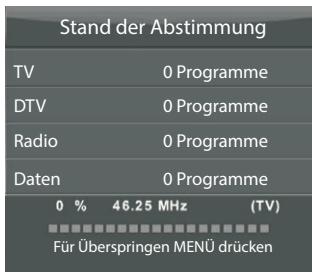 Stand der Abstimmung
TV 0 Programme
DTV 0 Programme
Radio 0 Programme
Daten 0 Programme
0 % 46.25 MHz (TV)
Für Überspringen MENÜ drücken